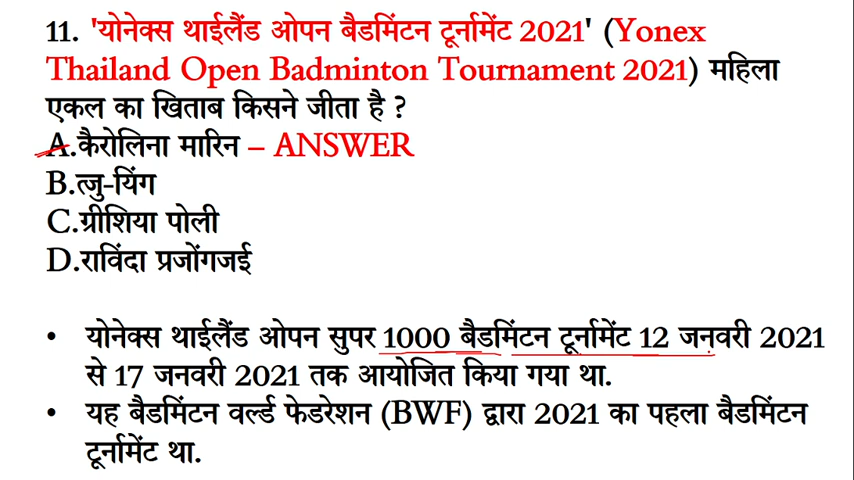 11. 'योनेक्स थाईलैंड ओपन बैडमिंटन टूर्नामेंट 2021' (Yonex
Thailand Open Badminton Tournament 2021) महिला
एकल का खिताब किसने जीता है ?
A.कैरोलिना मारिन – ANSWER
B.त्जु-यिंग
C.ग्रीशिया पोली
D.राविंदा प्रजोंगजई
• योनेक्स थाईलैंड ओपन सुपर 1000 बैडमिंटन टूर्नामेंट 12 जनवरी 2021
से 17 जनवरी 2021 तक आयोजित किया गया था.
• यह बैडमिंटन वर्ल्ड फेडरेशन (BWF) द्वारा 2021 का पहला बैडमिंटन
टूर्नामेंट था.